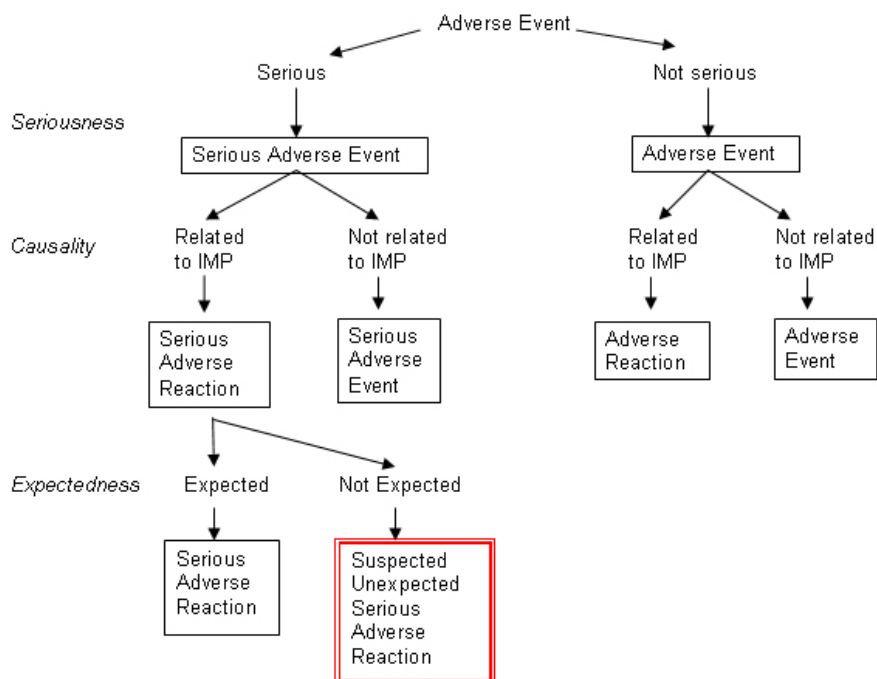 Adverse Event
Serious
Not serious
Seriousness
Serious Adverse Event
Adverse Event
Causality
Related
to IMP
Not related
to IMP
Related
to IMP
Not related
to IMP
Serious
Adverse
Reaction
Serious
Adverse
Event
Adverse
Reaction
Adverse
Event
Expectedness
Expected
Not Expected
Serious
Adverse
Reaction
Suspected
Unexpected
Serious
Adverse
Reaction